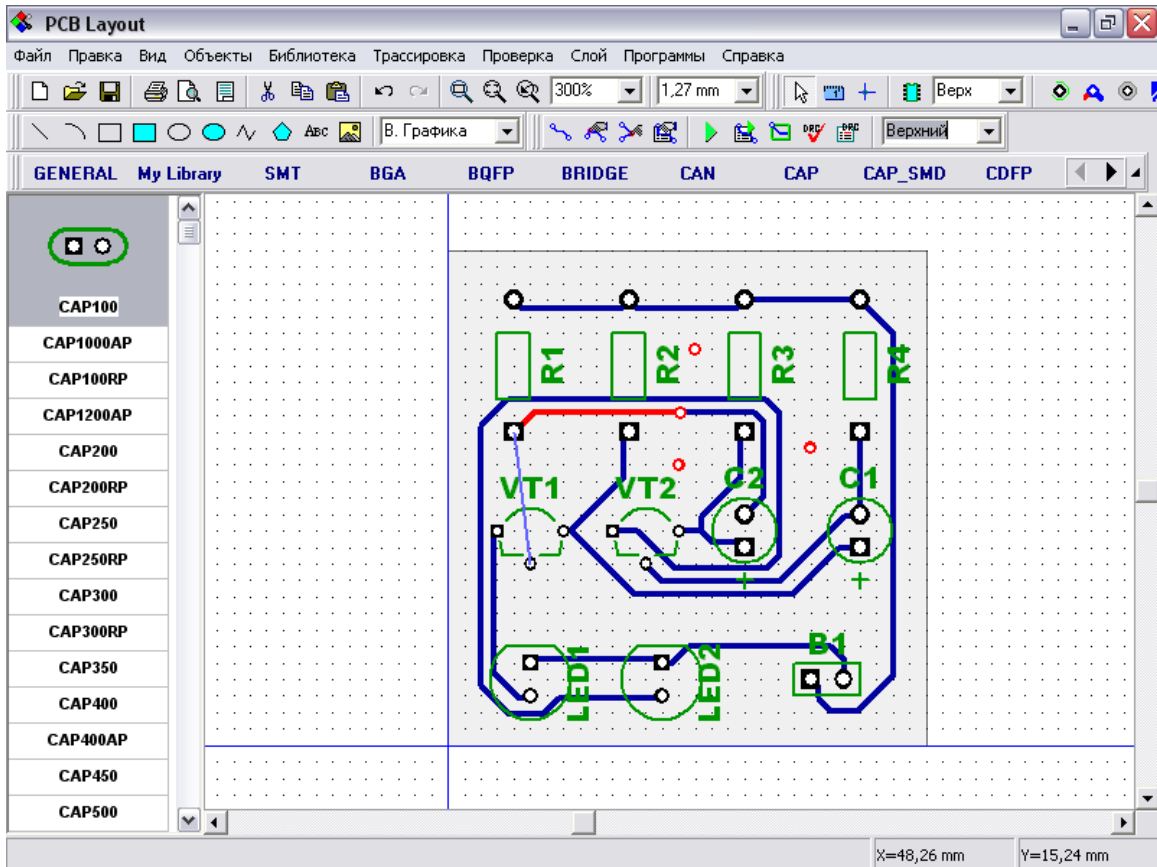 PCB Layout
Файл Правка Вид Объекты Библиотека Трассировка Проверка Слой Программы Справка
300% 1,27 mm Верх
ABC В. Графика DRC DRC Верхний
GENERAL My Library SMT BGA BQFP BRIDGE CAN CAP CAP_SMD CDFP
CAP100
CAP1000AP
CAP100RP
CAP1200AP
CAP200
CAP200RP
CAP250
CAP250RP
CAP300
CAP300RP
CAP350
CAP400
CAP400AP
CAP450
CAP500
R1 R2 R3 R4
VT1 VT2 C2 C1
+ +
LED1 LED2 B1
X=48,26 mm Y=15,24 mm